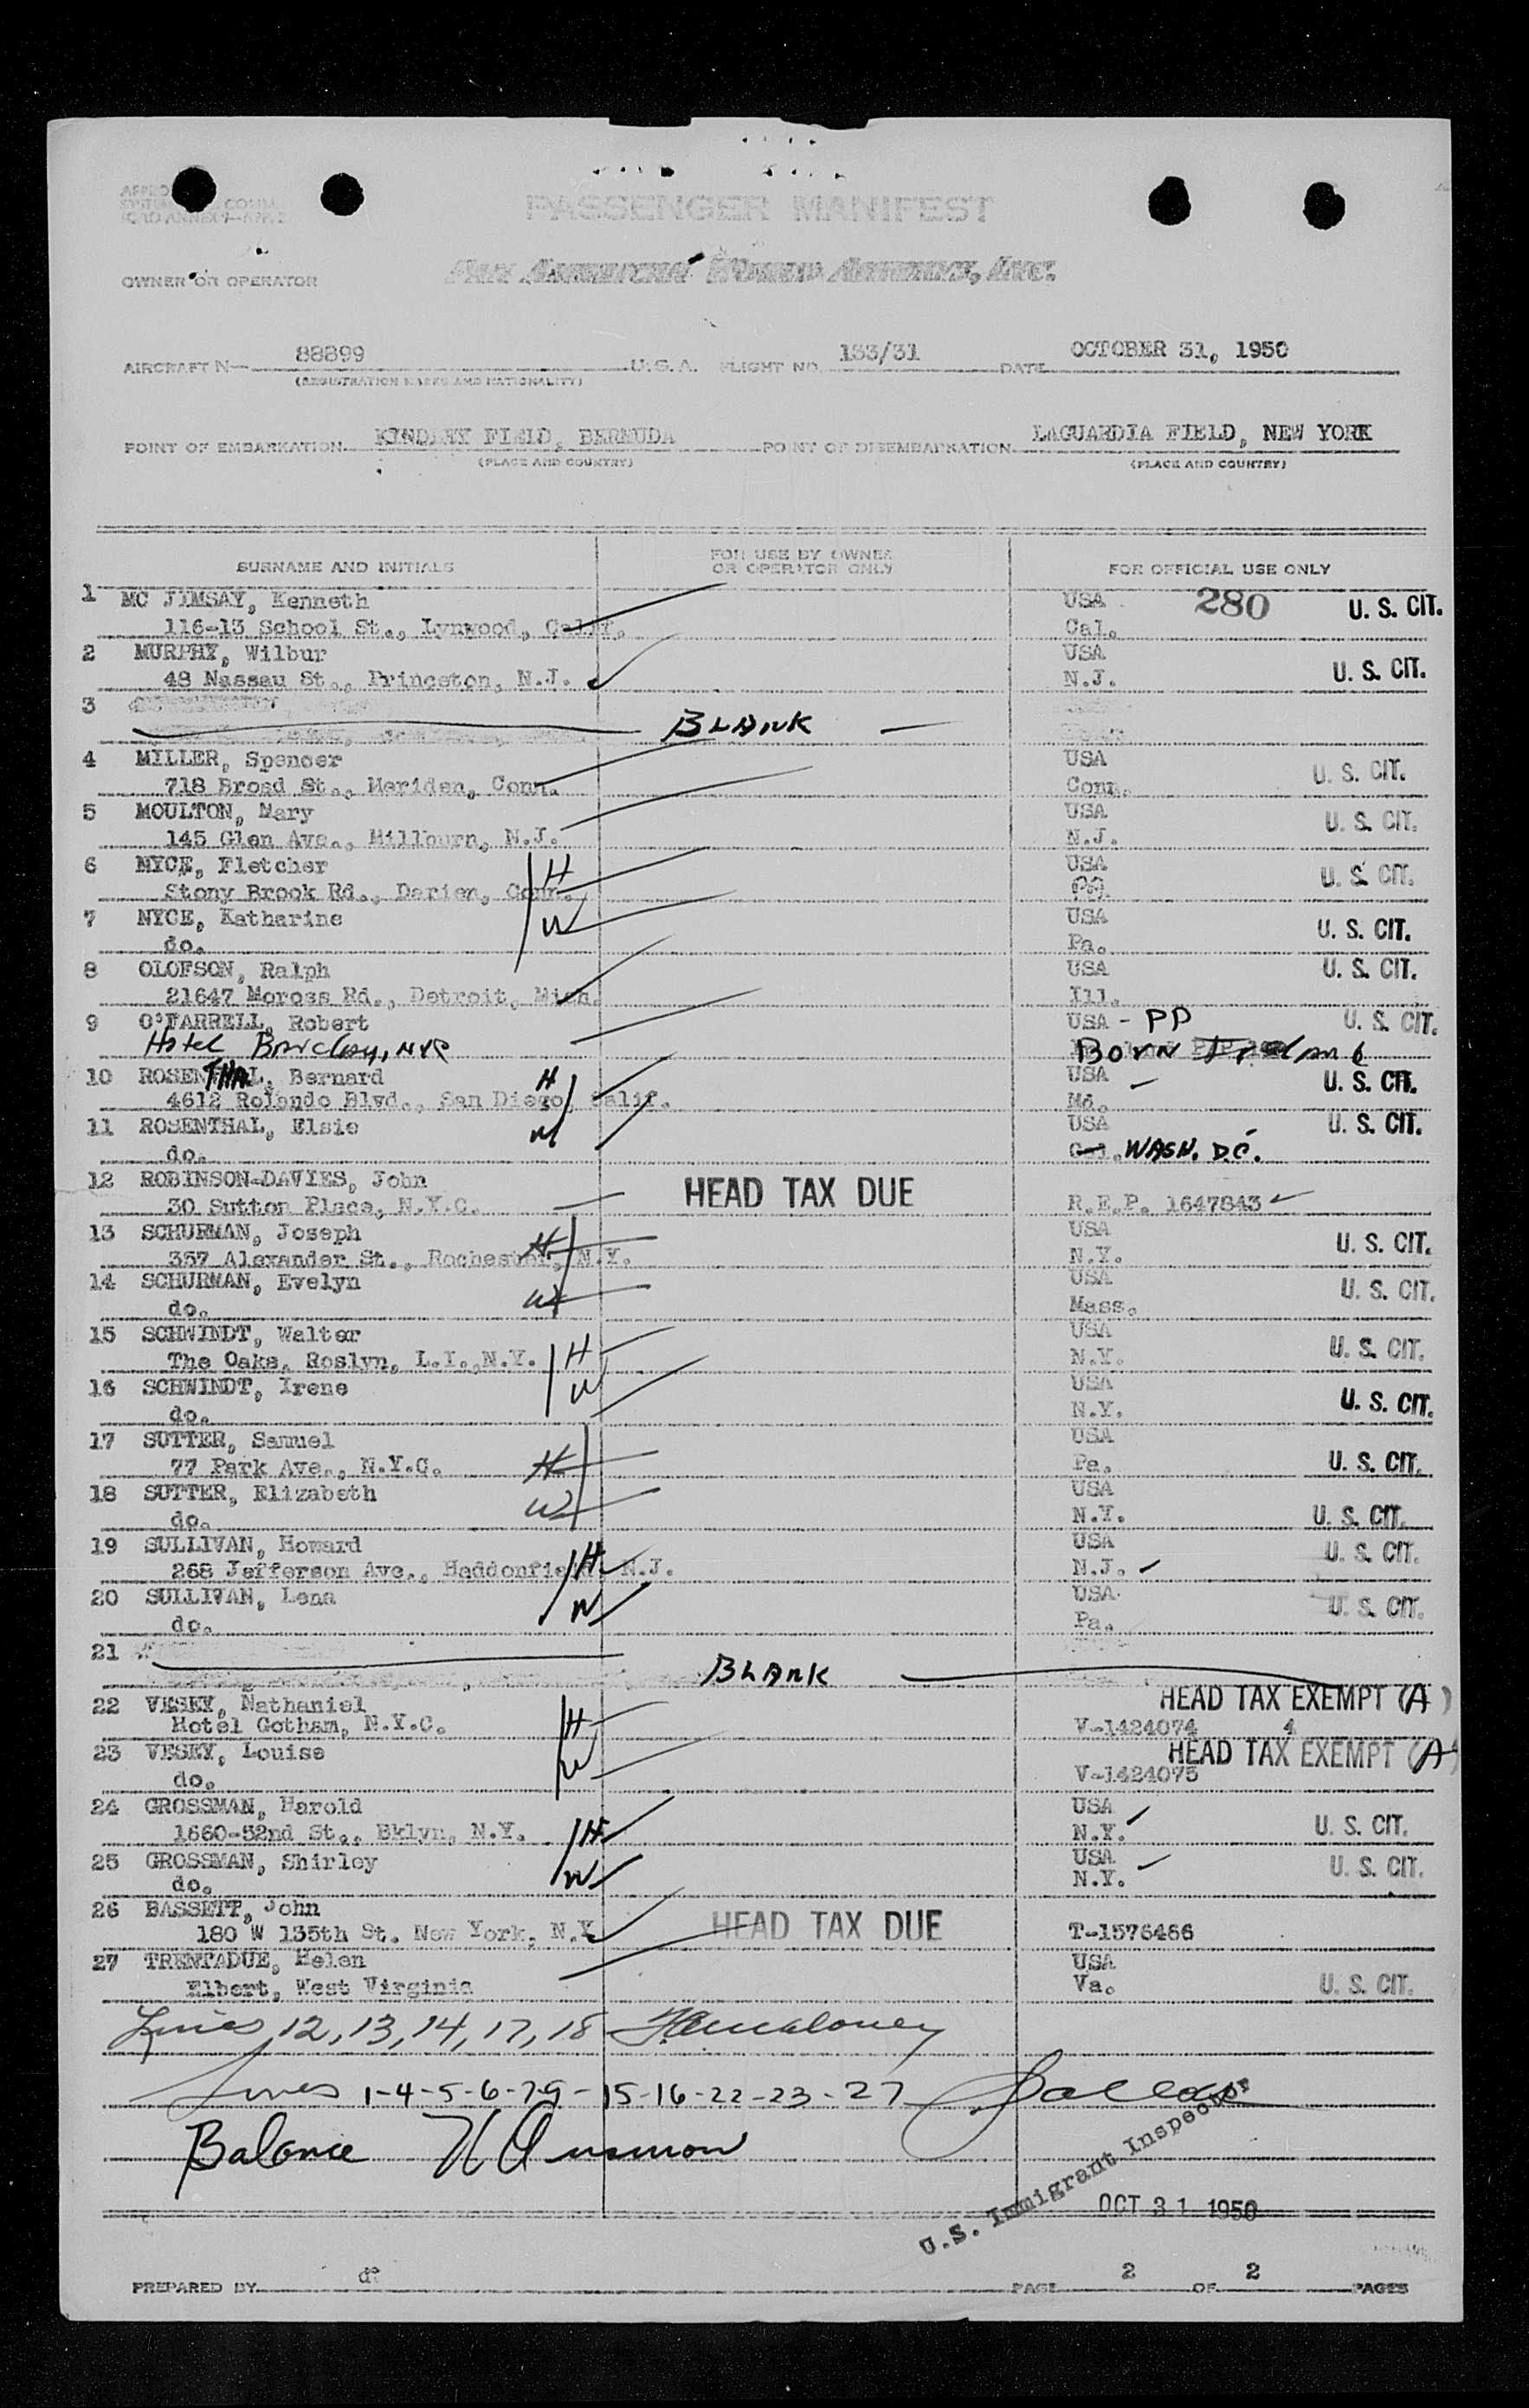 PASSENGER MANIFEST
OWNER OR OPERATOR PAN AMERICAN WORLD AIRWAYS, INC.
AIRCRAFT N— 88899 U.S.A. FLIGHT NO. 153/31 DATE OCTOBER 31, 1950
(REGISTRATION MARKS AND NATIONALITY)
POINT OF EMBARKATION KINDLEY FIELD, BERMUDA POINT OF DISEMBARKATION LAGUARDIA FIELD, NEW YORK
(PLACE AND COUNTRY) (PLACE AND COUNTRY)
SURNAME AND INITIALS FOR USE BY OWNER OR OPERATOR ONLY FOR OFFICIAL USE ONLY
1 MC JIMSAY, Kenneth USA 280 U. S. CIT.
116-13 School St., Lynwood, Calif. Cal.
2 MURPHY, Wilbur USA
48 Nassau St., Princeton, N.J. N.J. U. S. CIT.
3
BLANK
4 MILLER, Spencer USA
718 Broad St., Meriden, Conn. Conn. U. S. CIT.
5 MOULTON, Mary USA
145 Glen Ave., Millburn, N.J. N.J. U. S. CIT.
6 NYCE, Fletcher H USA
Stony Brook Rd., Darien, Conn. PA. U. S. CIT.
7 NYCE, Katharine W USA
do. Pa. U. S. CIT.
8 OLOFSON, Ralph USA U. S. CIT.
21647 Moross Rd., Detroit, Mich. Ill.
9 O'FARRELL, Robert USA - PP U. S. CIT.
Hotel Barclay, NYC BORN
10 ROSENTHAL, Bernard H USA U. S. CIT.
4612 Rolando Blvd., San Diego, Calif. Md.
11 ROSENTHAL, Elsie W USA U. S. CIT.
do. WASN. D.C.
12 ROBINSON-DAVIES, John HEAD TAX DUE
30 Sutton Place, N.Y.C. R.E.P. 1647843
13 SCHURMAN, Joseph H USA
357 Alexander St., Rochester, N.Y. N.Y. U. S. CIT.
14 SCHURMAN, Evelyn W USA
do. Mass. U. S. CIT.
15 SCHWINDT, Walter H USA
The Oaks, Roslyn, L.I.,N.Y. N.Y. U. S. CIT.
16 SCHWINDT, Irene W USA
do. N.Y. U. S. CIT.
17 SUTTER, Samuel H USA
77 Park Ave., N.Y.C. Pa. U. S. CIT.
18 SUTTER, Elizabeth W USA
do. N.Y. U. S. CIT.
19 SULLIVAN, Howard H USA
268 Jefferson Ave., Haddonfield, N.J. N.J. U. S. CIT.
20 SULLIVAN, Lena W USA
do. Pa. U. S. CIT.
21
BLANK
22 VESEY, Nathaniel H HEAD TAX EXEMPT (A)
Hotel Gotham, N.Y.C. V-1424074 4
23 VESEY, Louise W HEAD TAX EXEMPT (A)
do. V-1424075
24 GROSSMAN, Harold USA
1660-52nd St., Bklyn, N.Y. H N.Y. U. S. CIT.
25 GROSSMAN, Shirley USA
do. W N.Y. U. S. CIT.
26 BASSETT, John HEAD TAX DUE
180 W 135th St. New York, N.Y. T-1576486
27 TRENTADUE, Helen USA
Elbert, West Virginia Va. U. S. CIT.
Lines, 12, 13, 14, 17, 18
Lines 1-4-5-6-7-9-15-16-22-23-27
Balance
U.S. Immigrant Inspector
OCT 31 1950
PREPARED BY PAGE 2 OF 2 PAGES